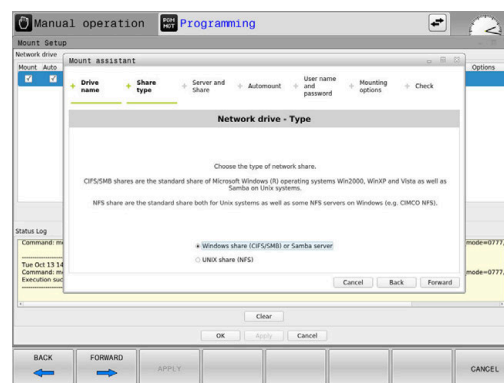 Manual operation
PGM MGT Programming
Mount Setup
Network drive
Mount Auto
Options
Mount assistant
Drive name
Share type
Server and Share
Automount
User name and password
Mounting options
Check
Network drive - Type
Choose the type of network share.
CIFS/SMB shares are the standard share of Microsoft Windows (R) operating systems Win2000, WinXP and Vista as well as
Samba on Unix systems.
NFS share are the standard share both for Unix systems as well as some NFS servers on Windows (e.g. CIMCO NFS).
Windows share (CIFS/SMB) or Samba server
UNIX share (NFS)
Cancel Back Forward
Status Log
Command: m
mode=0777,
Tue Oct 13 14
Command: m
mode=0777,
Execution suc
Clear
OK Apply Cancel
BACK FORWARD APPLY CANCEL